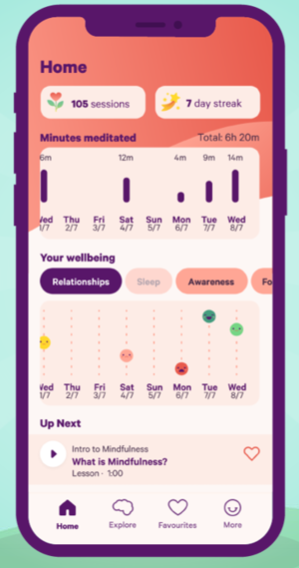 Home
105 sessions
7 day streak
Minutes meditated Total: 6h 20m
6m 12m 4m 9m 14m
Wed Thu Fri Sat Sun Mon Tue Wed
1/7 2/7 3/7 4/7 5/7 6/7 7/7 8/7
Your wellbeing
Relationships Sleep Awareness Fo
Wed Thu Fri Sat Sun Mon Tue Wed
1/7 2/7 3/7 4/7 5/7 6/7 7/7 8/7
Up Next
Intro to Mindfulness
What is Mindfulness?
Lesson · 1:00
Home Explore Favourites More